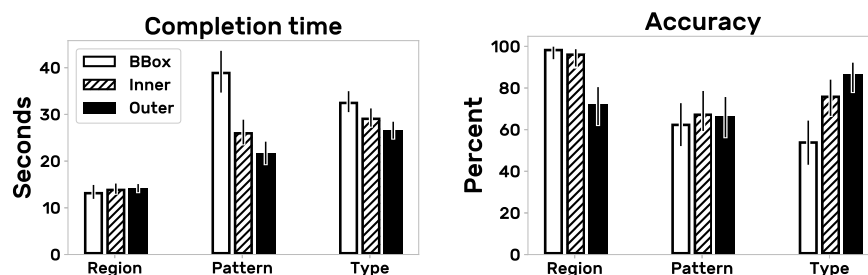 Completion time
Seconds
40
30
20
10
0
BBox
Inner
Outer
Region Pattern Type
Accuracy
Percent
100
80
60
40
20
0
Region Pattern Type